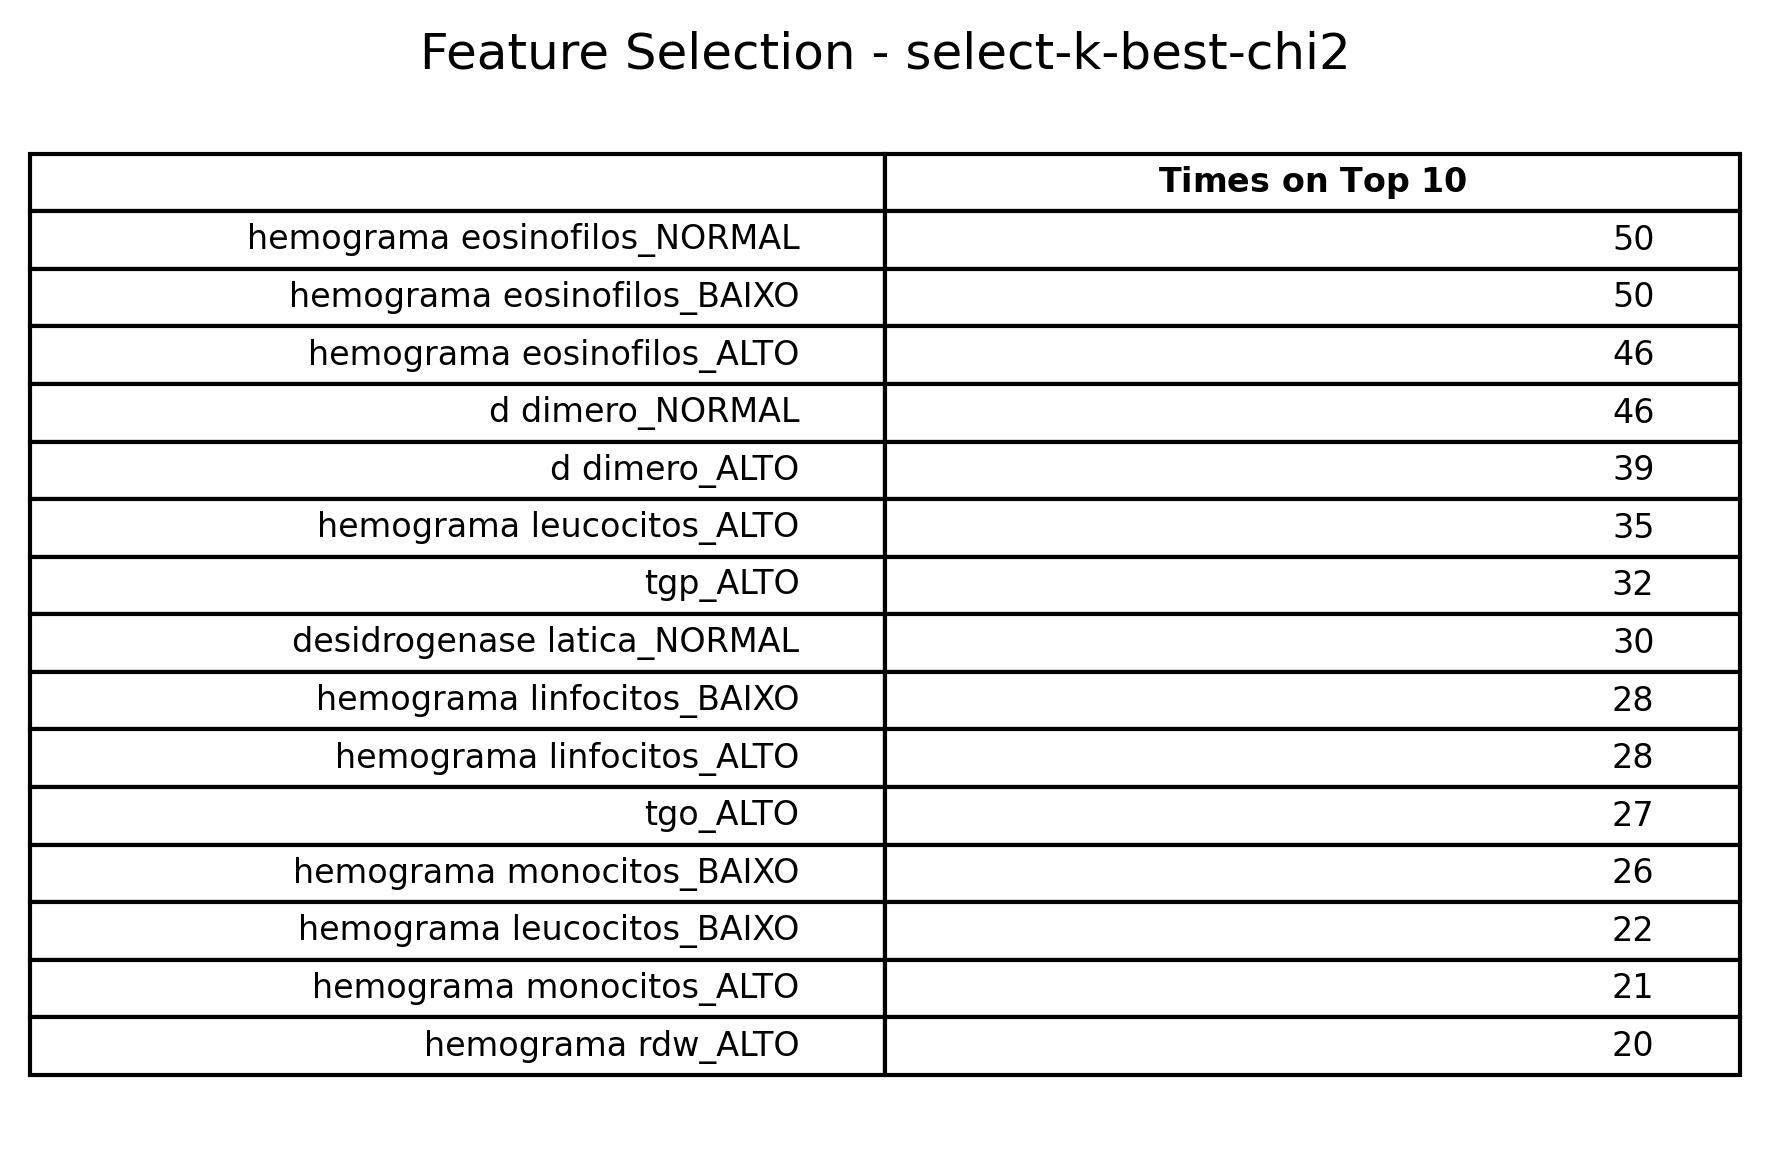 Feature Selection - select-k-best-chi2
Times on Top 10
hemograma eosinofilos_NORMAL 50
hemograma eosinofilos_BAIXO 50
hemograma eosinofilos_ALTO 46
d dimero_NORMAL 46
d dimero_ALTO 39
hemograma leucocitos_ALTO 35
tgp_ALTO 32
desidrogenase latica_NORMAL 30
hemograma linfocitos_BAIXO 28
hemograma linfocitos_ALTO 28
tgo_ALTO 27
hemograma monocitos_BAIXO 26
hemograma leucocitos_BAIXO 22
hemograma monocitos_ALTO 21
hemograma rdw_ALTO 20